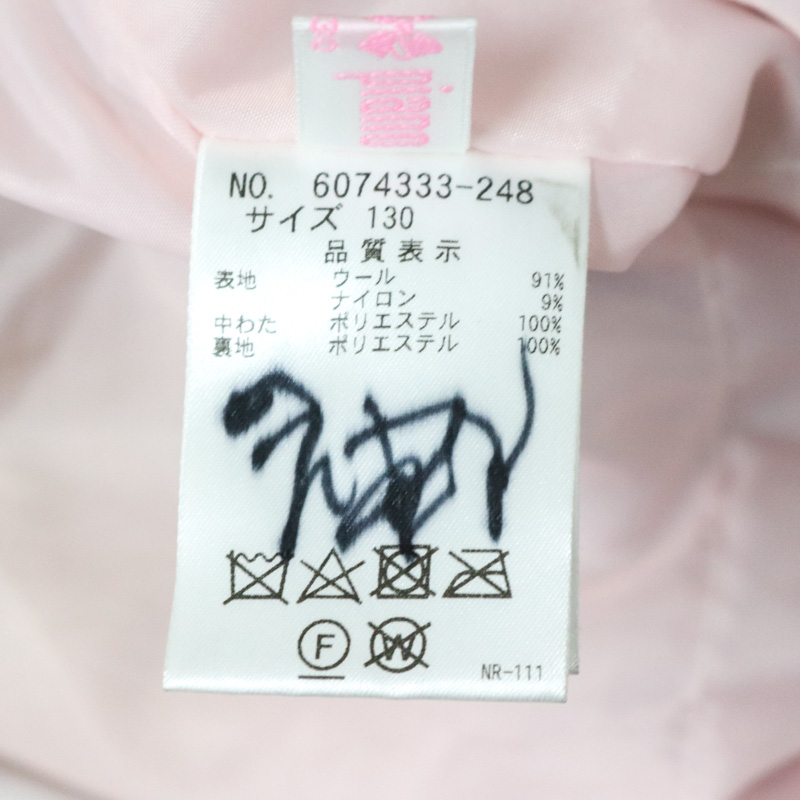 NO. 6074333-248
サイズ 130
品質表示
表地 ウール 91%
ナイロン 9%
中わた ポリエステル 100%
裏地 ポリエステル 100%
F W
NR-111